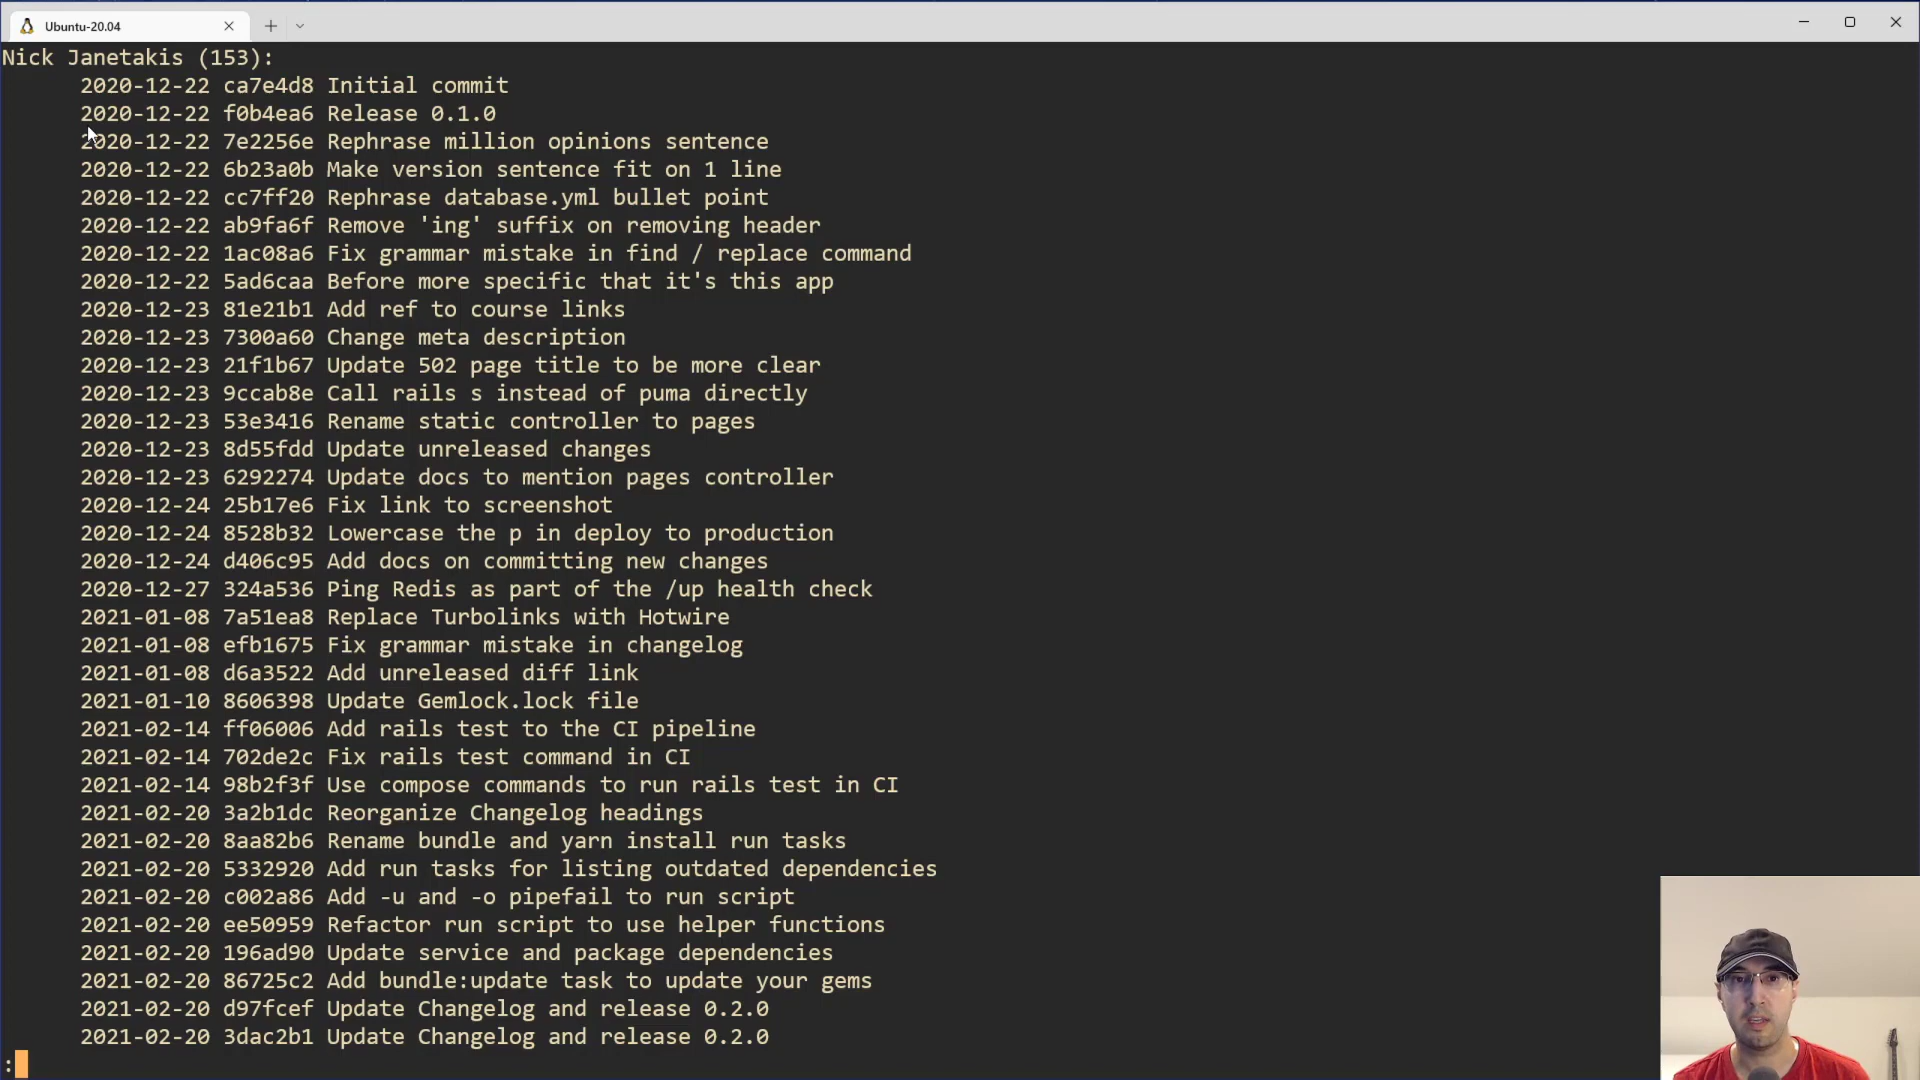 Ubuntu-20.04
Nick Janetakis (153):
2020-12-22 ca7e4d8 Initial commit
2020-12-22 f0b4ea6 Release 0.1.0
2020-12-22 7e2256e Rephrase million opinions sentence
2020-12-22 6b23a0b Make version sentence fit on 1 line
2020-12-22 cc7ff20 Rephrase database.yml bullet point
2020-12-22 ab9fa6f Remove 'ing' suffix on removing header
2020-12-22 1ac08a6 Fix grammar mistake in find / replace command
2020-12-22 5ad6caa Before more specific that it's this app
2020-12-23 81e21b1 Add ref to course links
2020-12-23 7300a60 Change meta description
2020-12-23 21f1b67 Update 502 page title to be more clear
2020-12-23 9ccab8e Call rails s instead of puma directly
2020-12-23 53e3416 Rename static controller to pages
2020-12-23 8d55fdd Update unreleased changes
2020-12-23 6292274 Update docs to mention pages controller
2020-12-24 25b17e6 Fix link to screenshot
2020-12-24 8528b32 Lowercase the p in deploy to production
2020-12-24 d406c95 Add docs on committing new changes
2020-12-27 324a536 Ping Redis as part of the /up health check
2021-01-08 7a51ea8 Replace Turbolinks with Hotwire
2021-01-08 efb1675 Fix grammar mistake in changelog
2021-01-08 d6a3522 Add unreleased diff link
2021-01-10 8606398 Update Gemlock.lock file
2021-02-14 ff06006 Add rails test to the CI pipeline
2021-02-14 702de2c Fix rails test command in CI
2021-02-14 98b2f3f Use compose commands to run rails test in CI
2021-02-20 3a2b1dc Reorganize Changelog headings
2021-02-20 8aa82b6 Rename bundle and yarn install run tasks
2021-02-20 5332920 Add run tasks for listing outdated dependencies
2021-02-20 c002a86 Add -u and -o pipefail to run script
2021-02-20 ee50959 Refactor run script to use helper functions
2021-02-20 196ad90 Update service and package dependencies
2021-02-20 86725c2 Add bundle:update task to update your gems
2021-02-20 d97fcef Update Changelog and release 0.2.0
2021-02-20 3dac2b1 Update Changelog and release 0.2.0
: